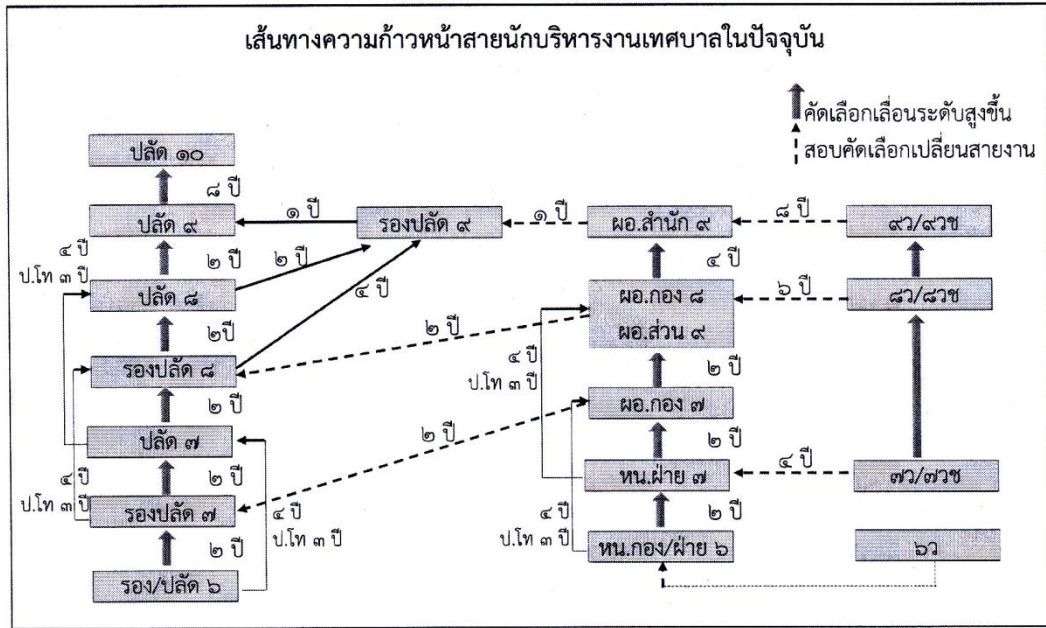 เส้นทางความก้าวหน้าสายนักบริหารงานเทศบาลในปัจจุบัน
คัดเลือกเลื่อนระดับสูงขึ้น
สอบคัดเลือกเปลี่ยนสายงาน
ปลัด ๑๐
๘ ปี
ปลัด ๙
๑ ปี
รองปลัด ๙
๑ ปี
ผอ.สำนัก ๙
๘ ปี
๙ว/๙วช
๔ ปี
ป.โท ๓ ปี
๒ ปี
๒ ปี
๔ ปี
๔ ปี
ปลัด ๘
ผอ.กอง ๘
ผอ.ส่วน ๙
๖ ปี
๘ว/๘วช
๒ปี
๒ ปี
๔ ปี
ป.โท ๓ ปี
๒ ปี
รองปลัด ๘
๒ ปี
ผอ.กอง ๗
ปลัด ๗
๒ ปี
๒ ปี
๔ ปี
ป.โท ๓ ปี
๒ ปี
หน.ฝ่าย ๗
๔ ปี
๗ว/๗วช
รองปลัด ๗
๔ ปี
ป.โท ๓ ปี
๔ ปี
ป.โท ๓ ปี
๒ ปี
๒ ปี
หน.กอง/ฝ่าย ๖
๖ว
รอง/ปลัด ๖